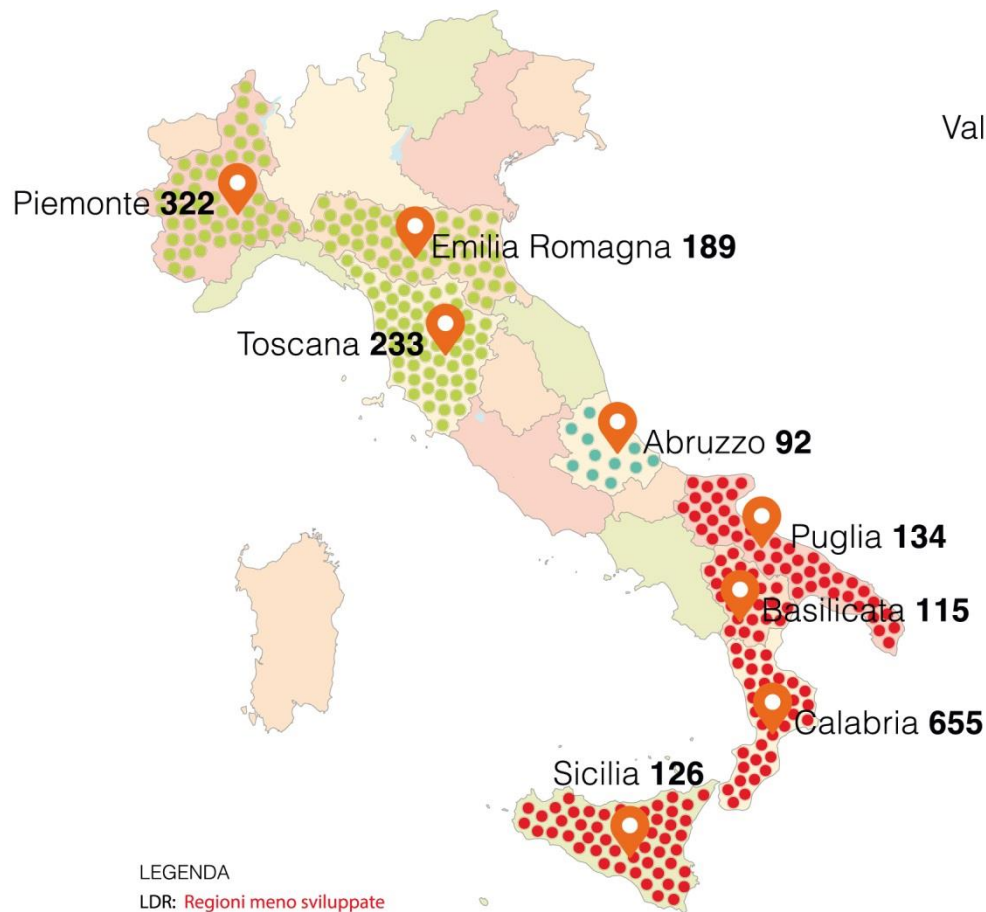 Val
Piemonte 322
Emilia Romagna 189
Toscana 233
Abruzzo 92
Puglia 134
Basilicata 115
Calabria 655
Sicilia 126
LEGENDA
LDR: Regioni meno sviluppate